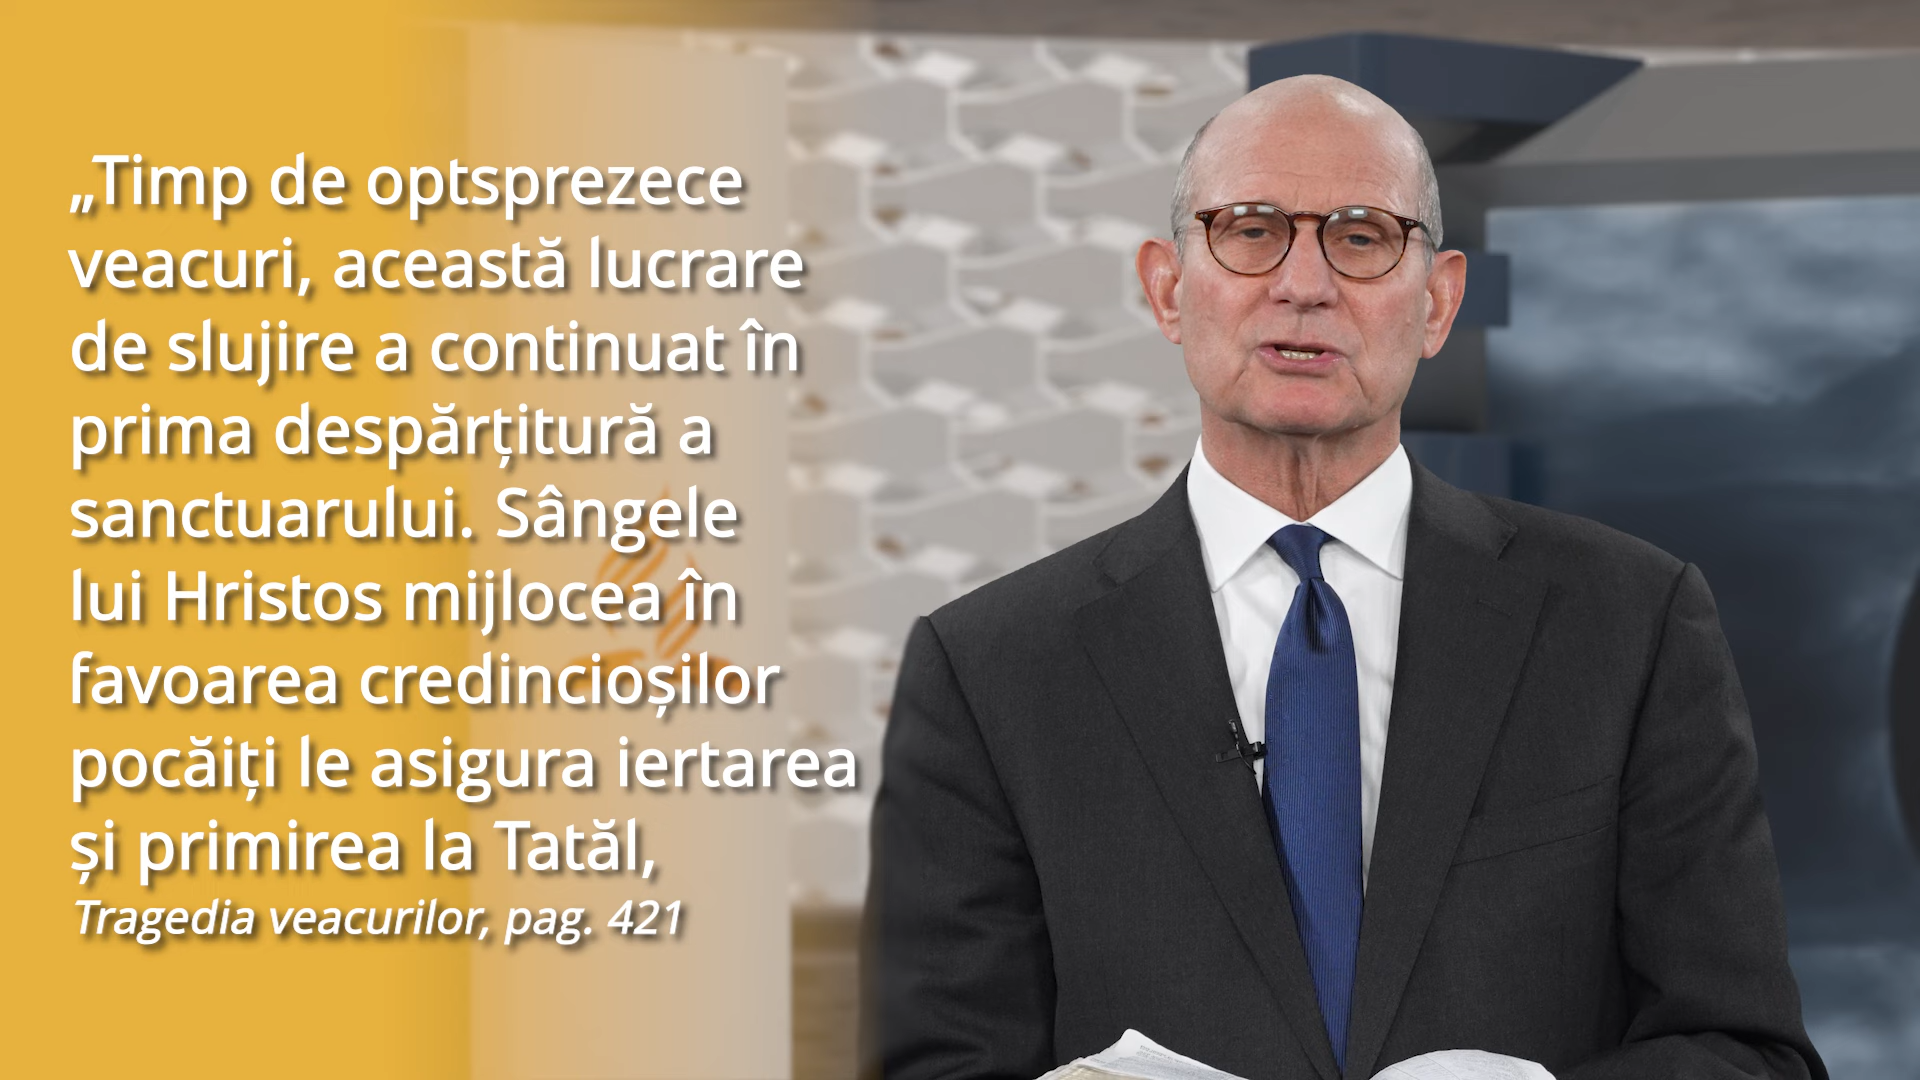 „Timp de optsprezece
veacuri, această lucrare
de slujire a continuat în
prima despărțitură a
sanctuarului. Sângele
lui Hristos mijlocea în
favoarea credincioșilor
pocăiți le asigura iertarea
și primirea la Tatăl,
Tragedia veacurilor, pag. 421